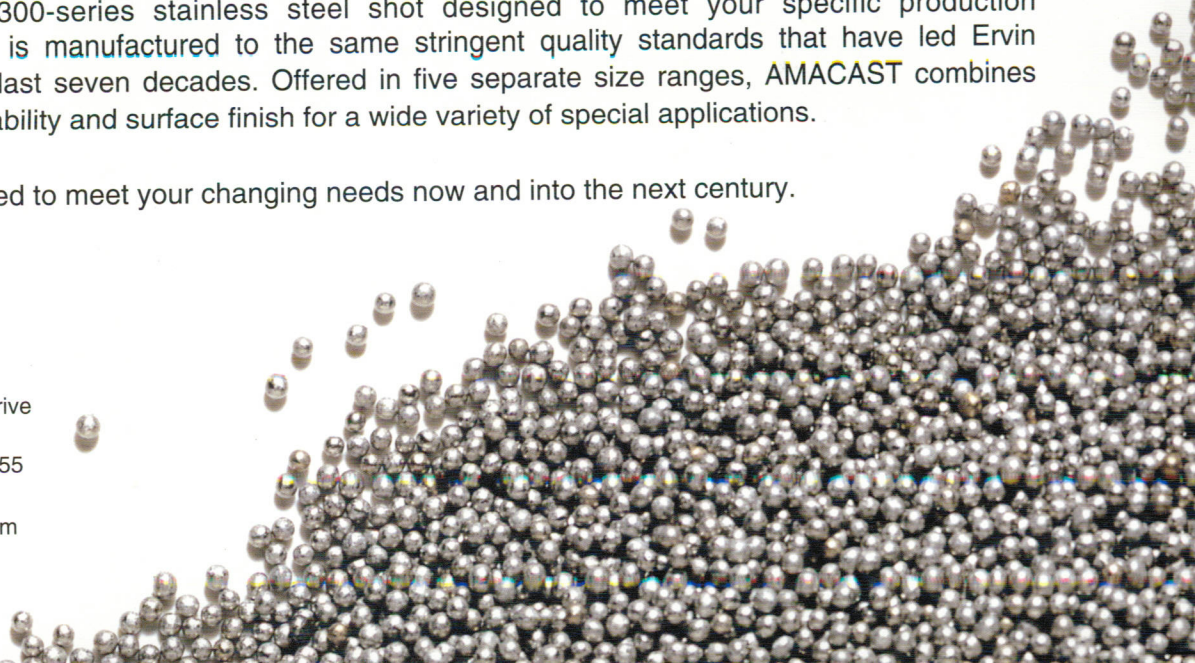 300-series stainless steel shot designed to meet your specific production
is manufactured to the same stringent quality standards that have led Ervin
last seven decades. Offered in five separate size ranges, AMACAST combines
ability and surface finish for a wide variety of special applications.
ed to meet your changing needs now and into the next century.
rive
55
m